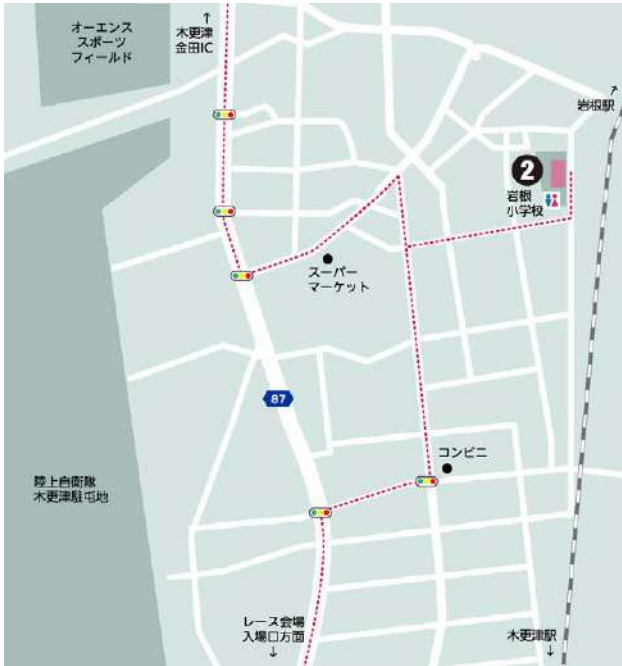 オーエンス
スポーツ
フィールド
↑
木更津
金田IC
↑
岩根駅
2
岩根
小学校
スーパー
マーケット
87
コンビニ
陸上自衛隊
木更津駐屯地
レース会場
入場口方面
↓
木更津駅
↓